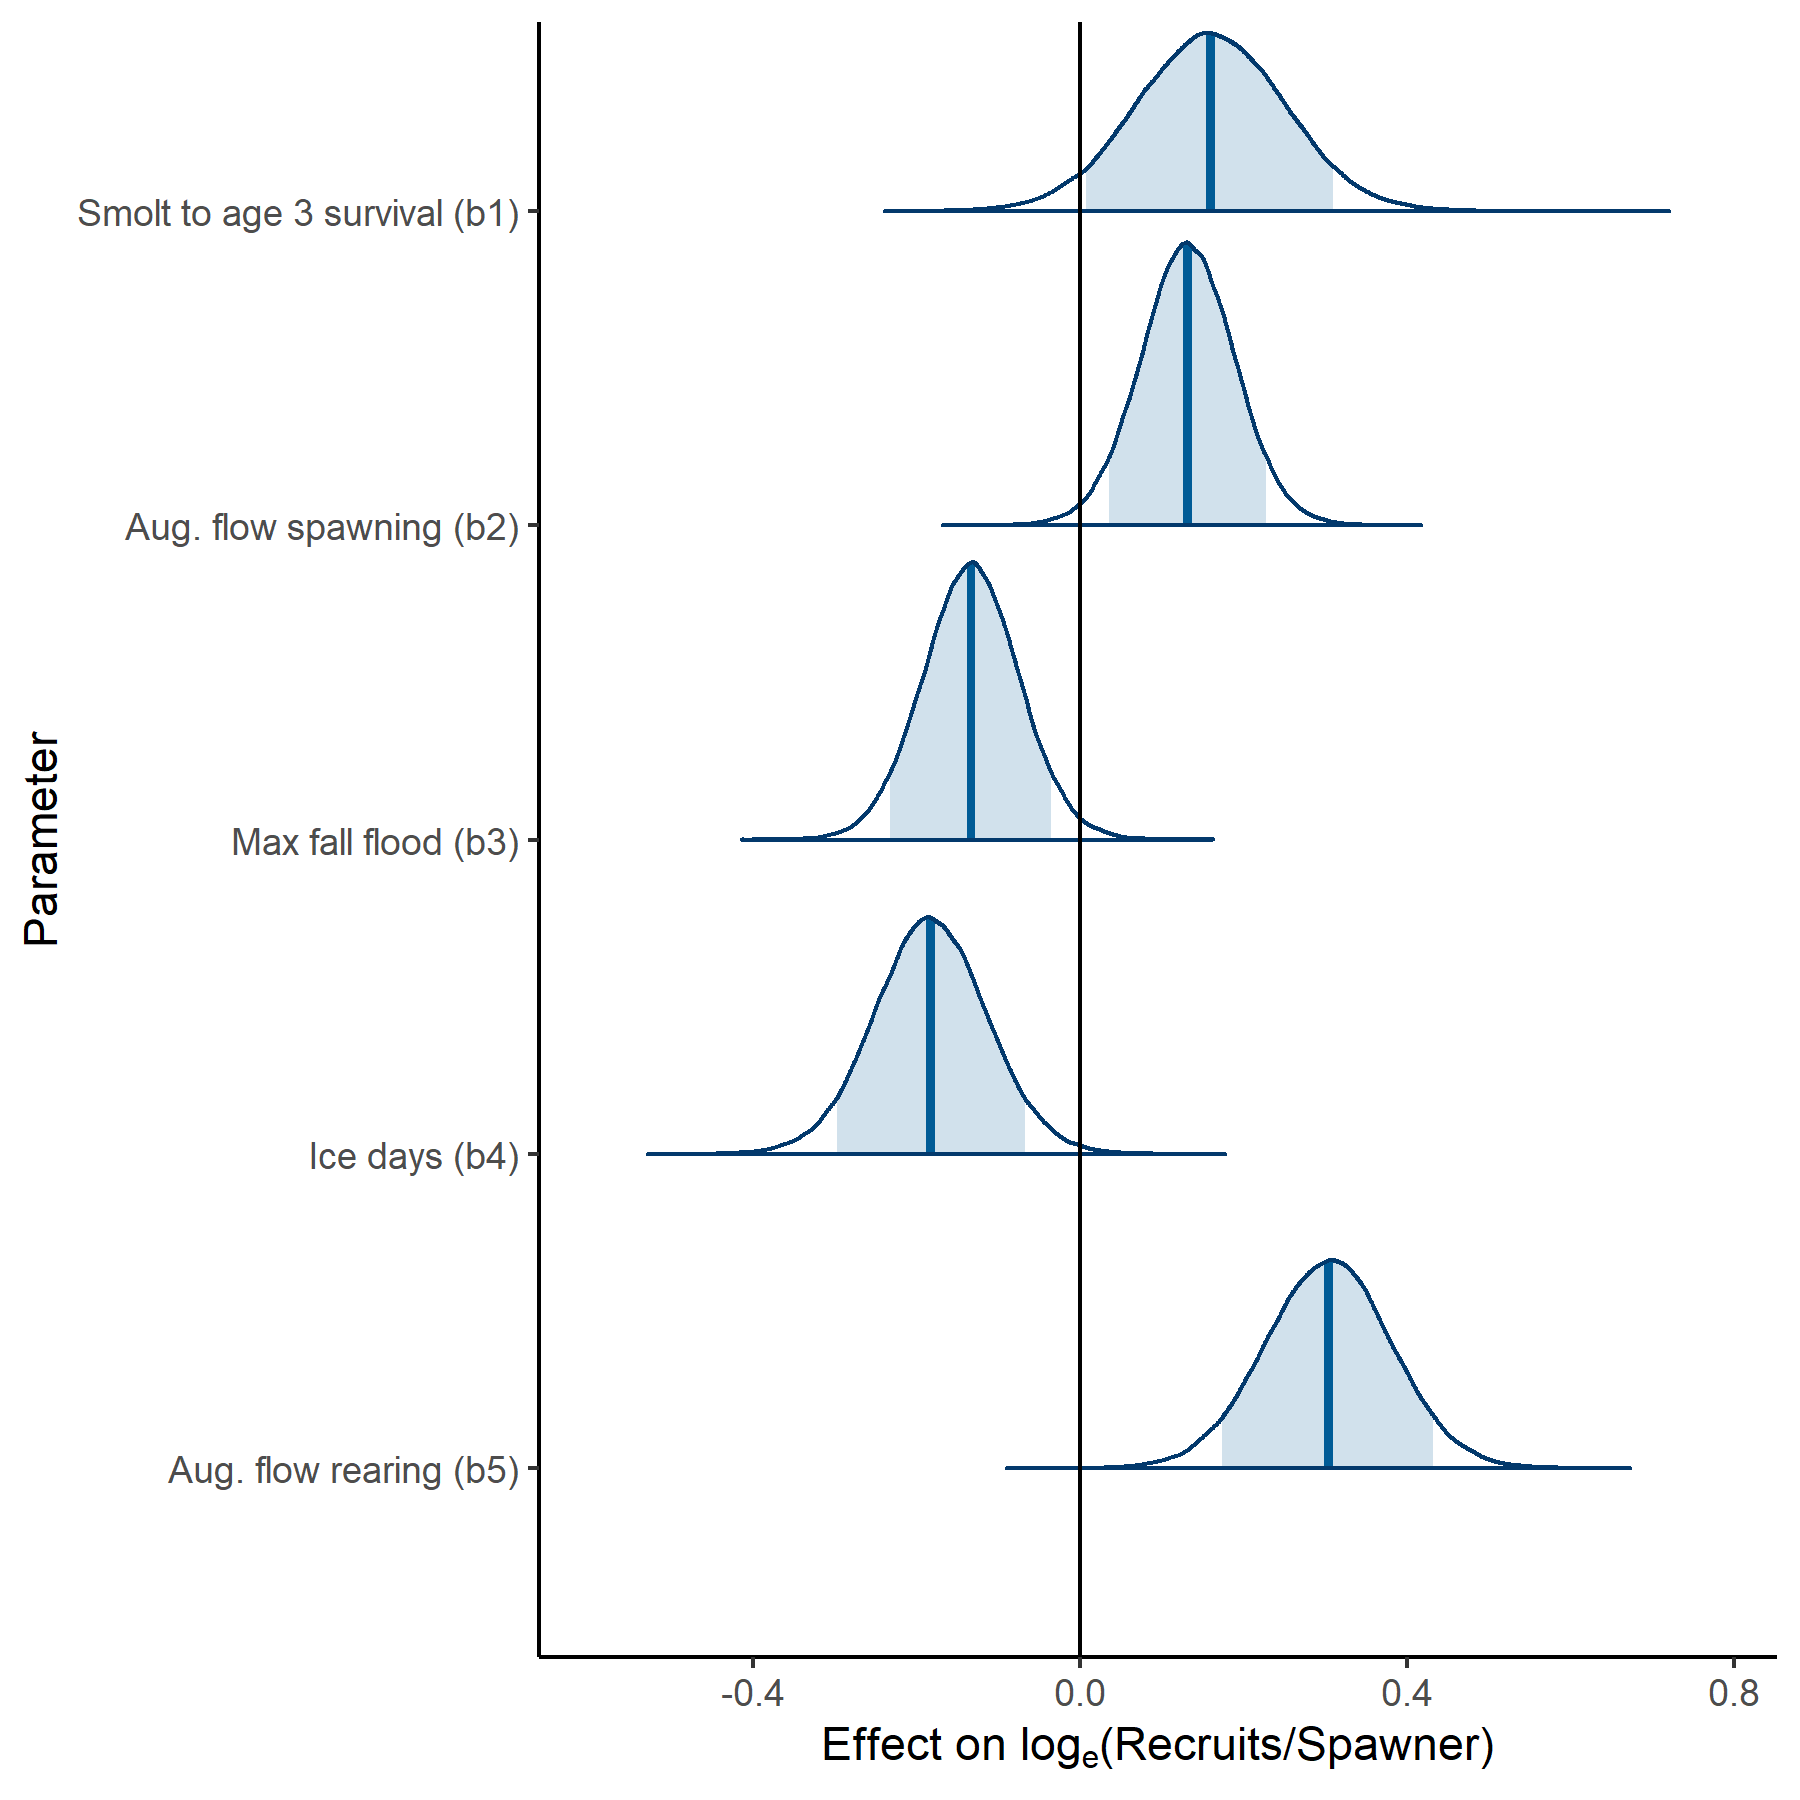 Parameter
Smolt to age 3 survival (b1)
Aug. flow spawning (b2)
Max fall flood (b3)
Ice days (b4)
Aug. flow rearing (b5)
-0.4 0.0 0.4 0.8
Effect on logₑ(Recruits/Spawner)